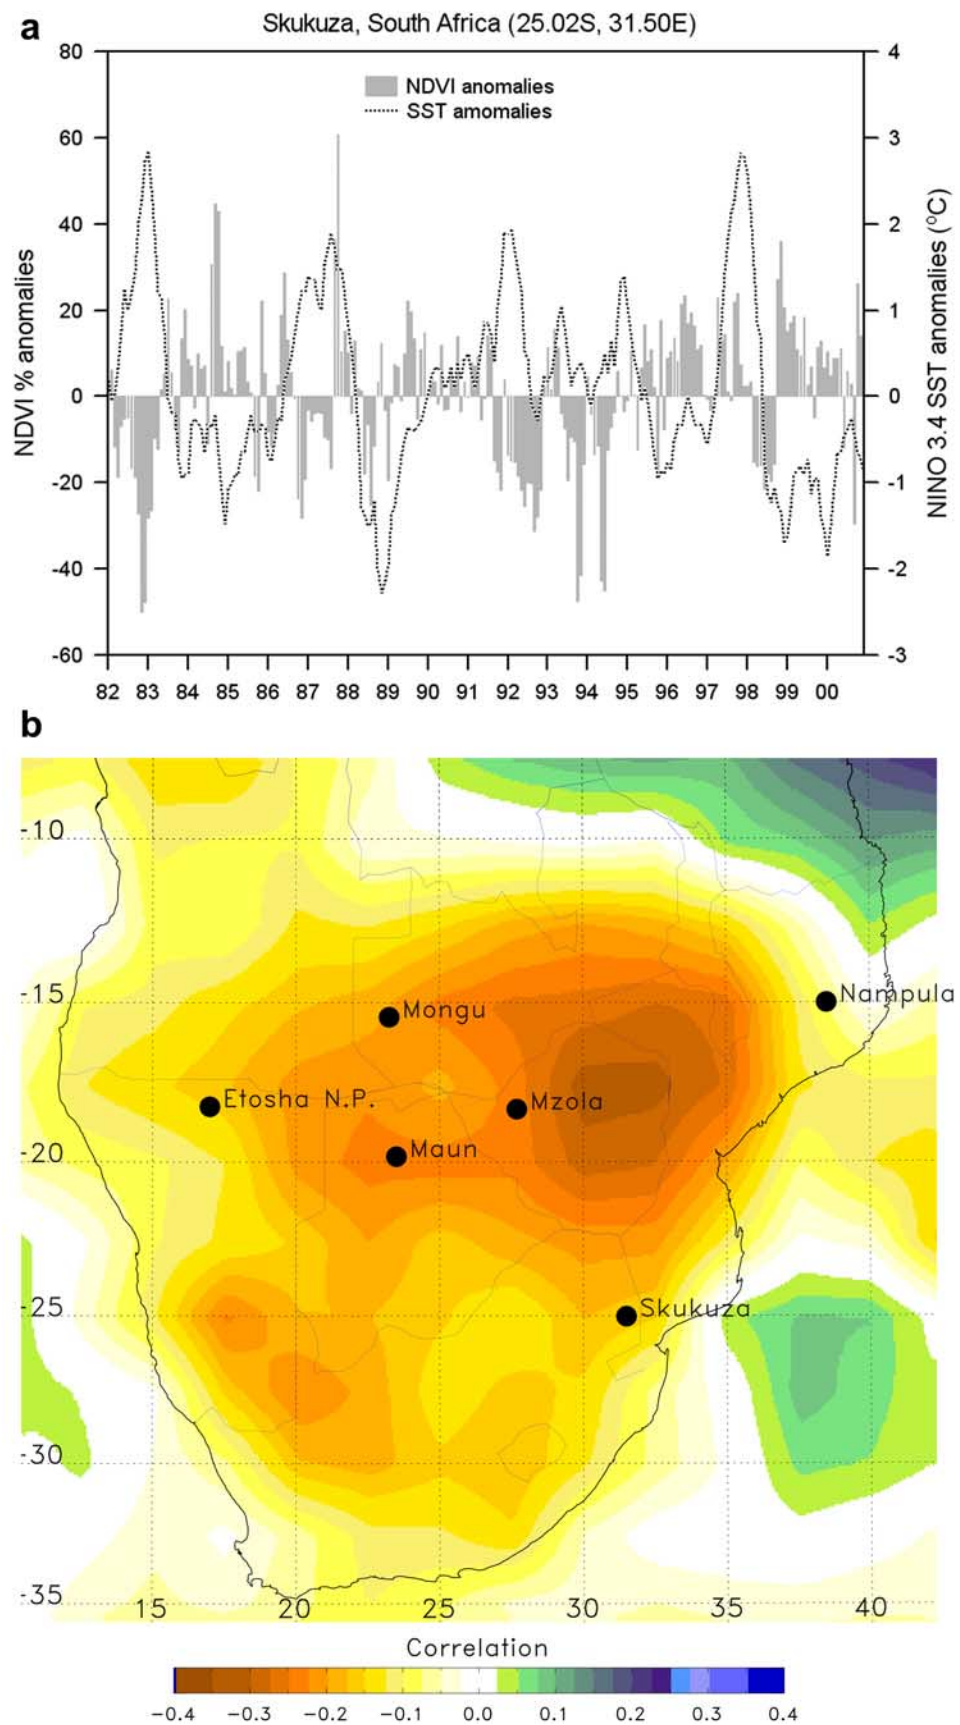 a
Skukuza, South Africa (25.02S, 31.50E)
NDVI anomalies
SST amomalies
80
60
40
20
0
-20
-40
-60
NDVI % anomalies
4
3
2
1
0
-1
-2
-3
NINO 3.4 SST anomalies (°C)
82 83 84 85 86 87 88 89 90 91 92 93 94 95 96 97 98 99 00
b
-10
-15
-20
-25
-30
-35
Mongu
Nampula
Etosha N.P.
Mzola
Maun
Skukuza
15 20 25 30 35 40
Correlation
-0.4 -0.3 -0.2 -0.1 0.0 0.1 0.2 0.3 0.4